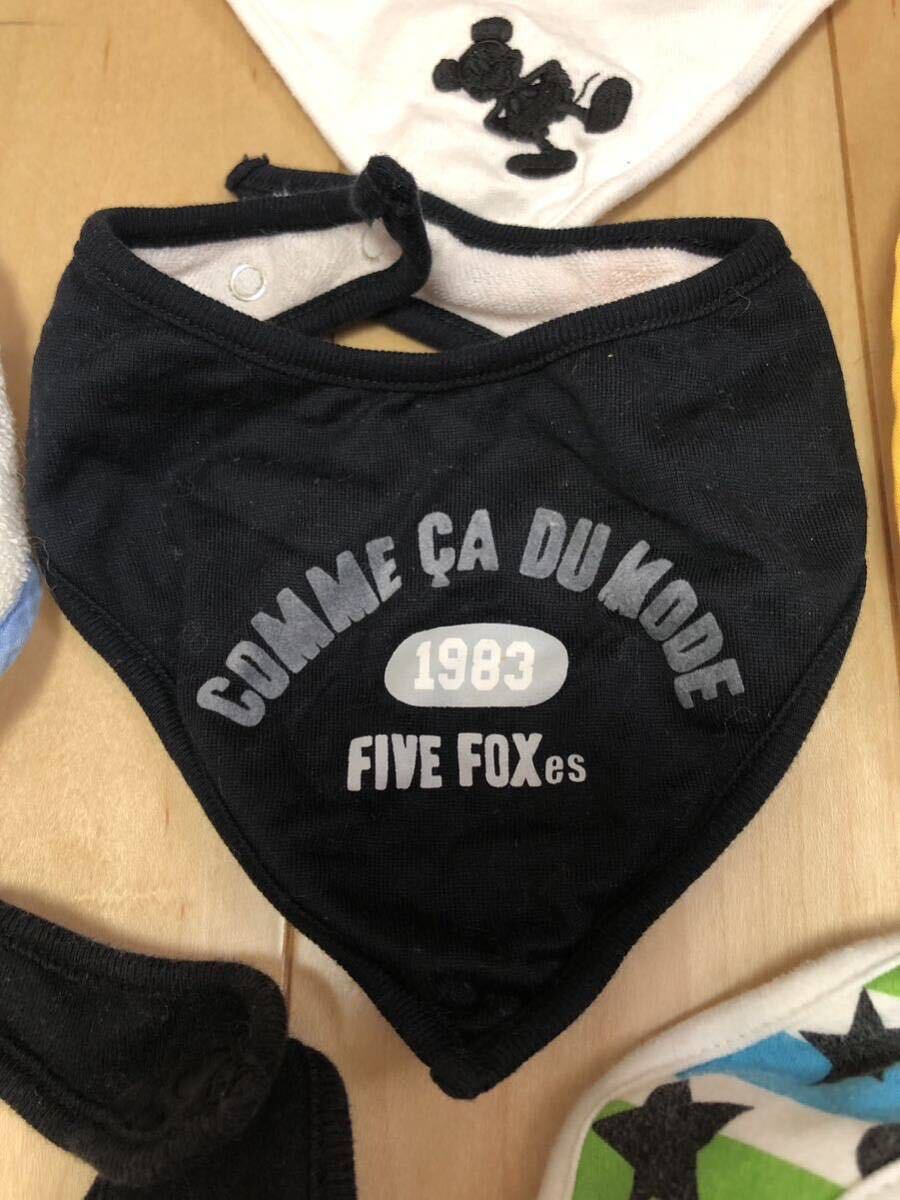 COMME ÇA DU MODE
1983
FIVE FOXes